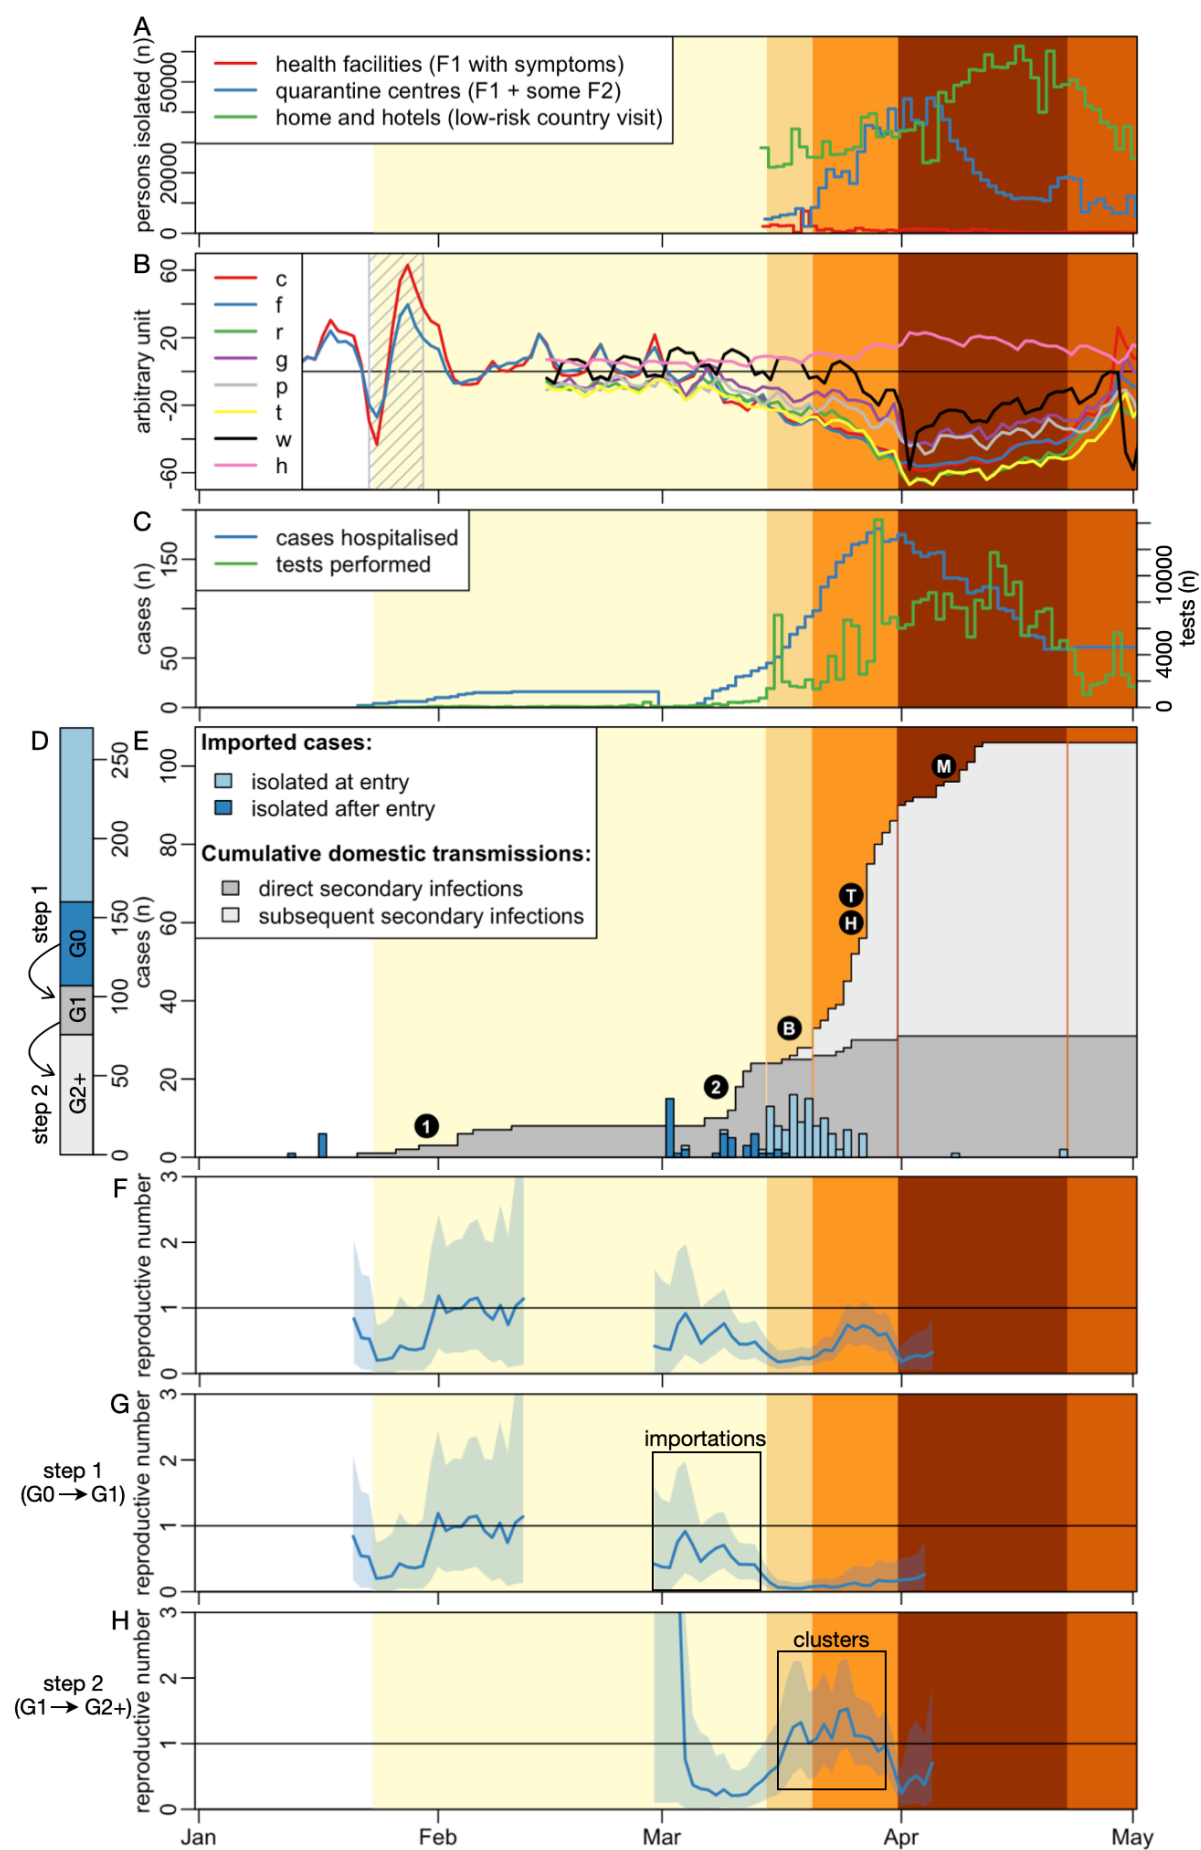 A
persons isolated (n)
50000
20000
0
health facilities (F1 with symptoms)
quarantine centres (F1 + some F2)
home and hotels (low-risk country visit)
B
arbitrary unit
60
20
-20
-60
c
f
r
g
p
t
w
h
C
cases (n)
150
50
0
cases hospitalised
tests performed
10000
4000
0
tests (n)
D
250
200
150
100
50
0
cases (n)
step 1
step 2
G0
G1
G2+
E
100
80
60
40
20
0
Imported cases:
isolated at entry
isolated after entry
Cumulative domestic transmissions:
direct secondary infections
subsequent secondary infections
1
2
B
T
H
M
F
reproductive number
3
2
1
0
G
reproductive number
3
2
1
0
step 1
(G0 → G1)
importations
H
reproductive number
3
2
1
0
step 2
(G1 → G2+)
clusters
Jan
Feb
Mar
Apr
May